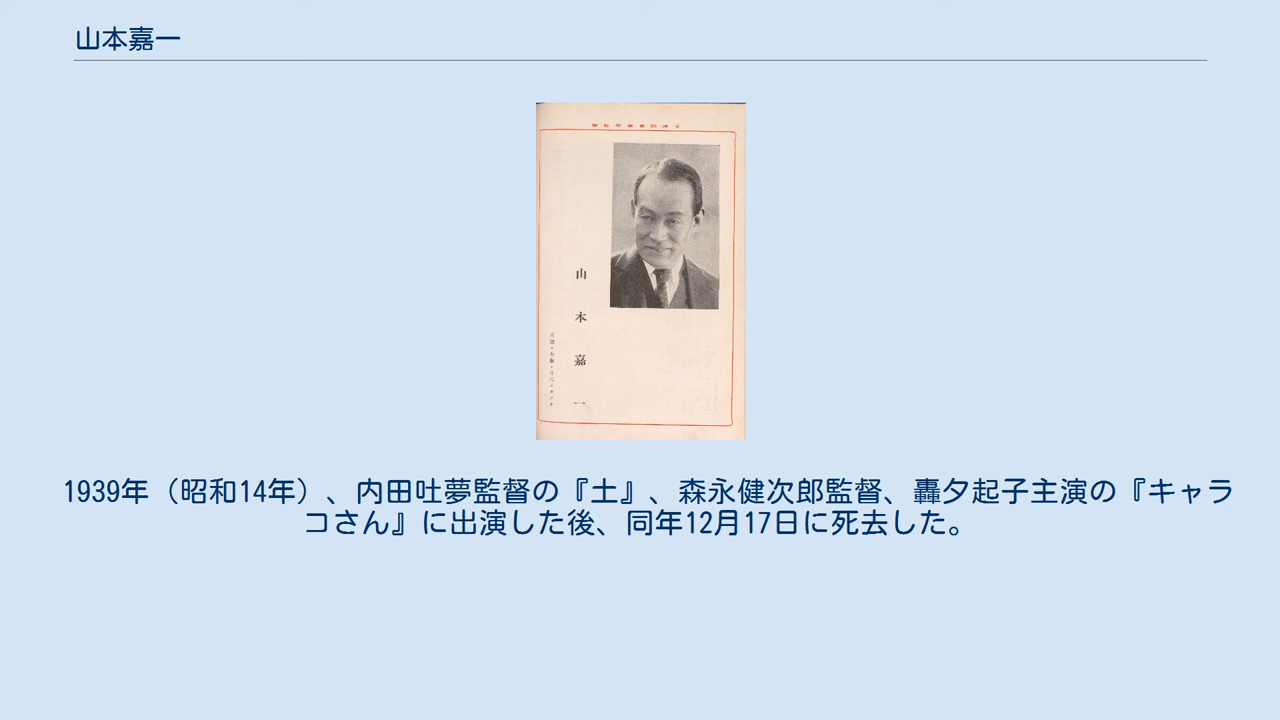 山本嘉一
山本嘉一
1939年（昭和14年）、内田吐夢監督の『土』、森永健次郎監督、轟夕起子主演の『キャラ
コさん』に出演した後、同年12月17日に死去した。